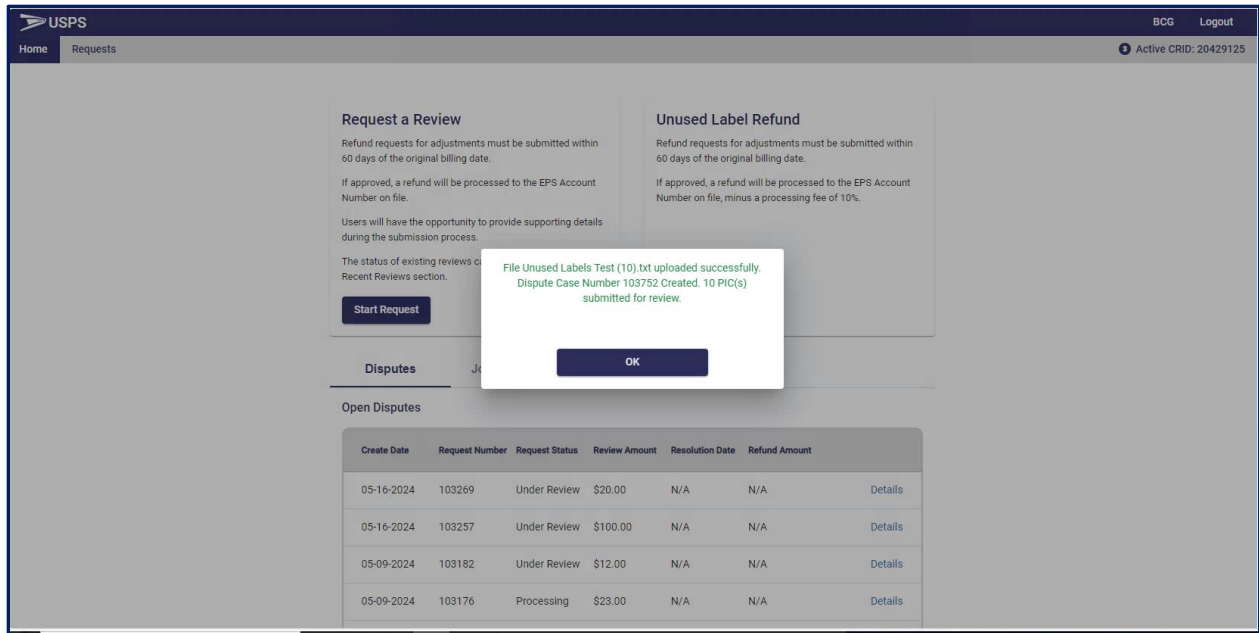 USPS
BCG Logout
Home Requests
3 Active CRID: 20429125
Request a Review
Refund requests for adjustments must be submitted within
60 days of the original billing date.
If approved, a refund will be processed to the EPS Account
Number on file.
Users will have the opportunity to provide supporting details
during the submission process.
The status of existing reviews
Recent Reviews section.
Start Request
Unused Label Refund
Refund requests for adjustments must be submitted within
60 days of the original billing date.
If approved, a refund will be processed to the EPS Account
Number on file, minus a processing fee of 10%.
File Unused Labels Test (10).txt uploaded successfully.
Dispute Case Number 103752 Created. 10 PIC(s)
submitted for review.
OK
Disputes
Open Disputes
Create Date Request Number Request Status Review Amount Resolution Date Refund Amount
05-16-2024 103269 Under Review $20.00 N/A N/A Details
05-16-2024 103257 Under Review $100.00 N/A N/A Details
05-09-2024 103182 Under Review $12.00 N/A N/A Details
05-09-2024 103176 Processing $23.00 N/A N/A Details